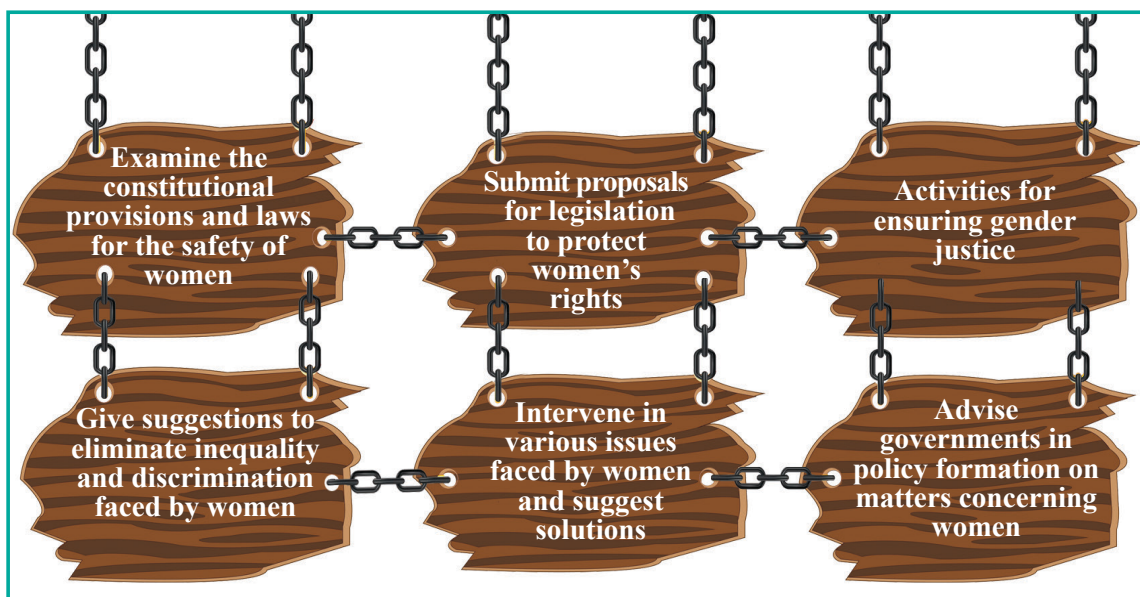 Examine the
constitutional
provisions and laws
for the safety of
women
Submit proposals
for legislation
to protect
women’s
rights
Activities for
ensuring gender
justice
Give suggestions to
eliminate inequality
and discrimination
faced by women
Intervene in
various issues
faced by women
and suggest
solutions
Advise
governments in
policy formation on
matters concerning
women